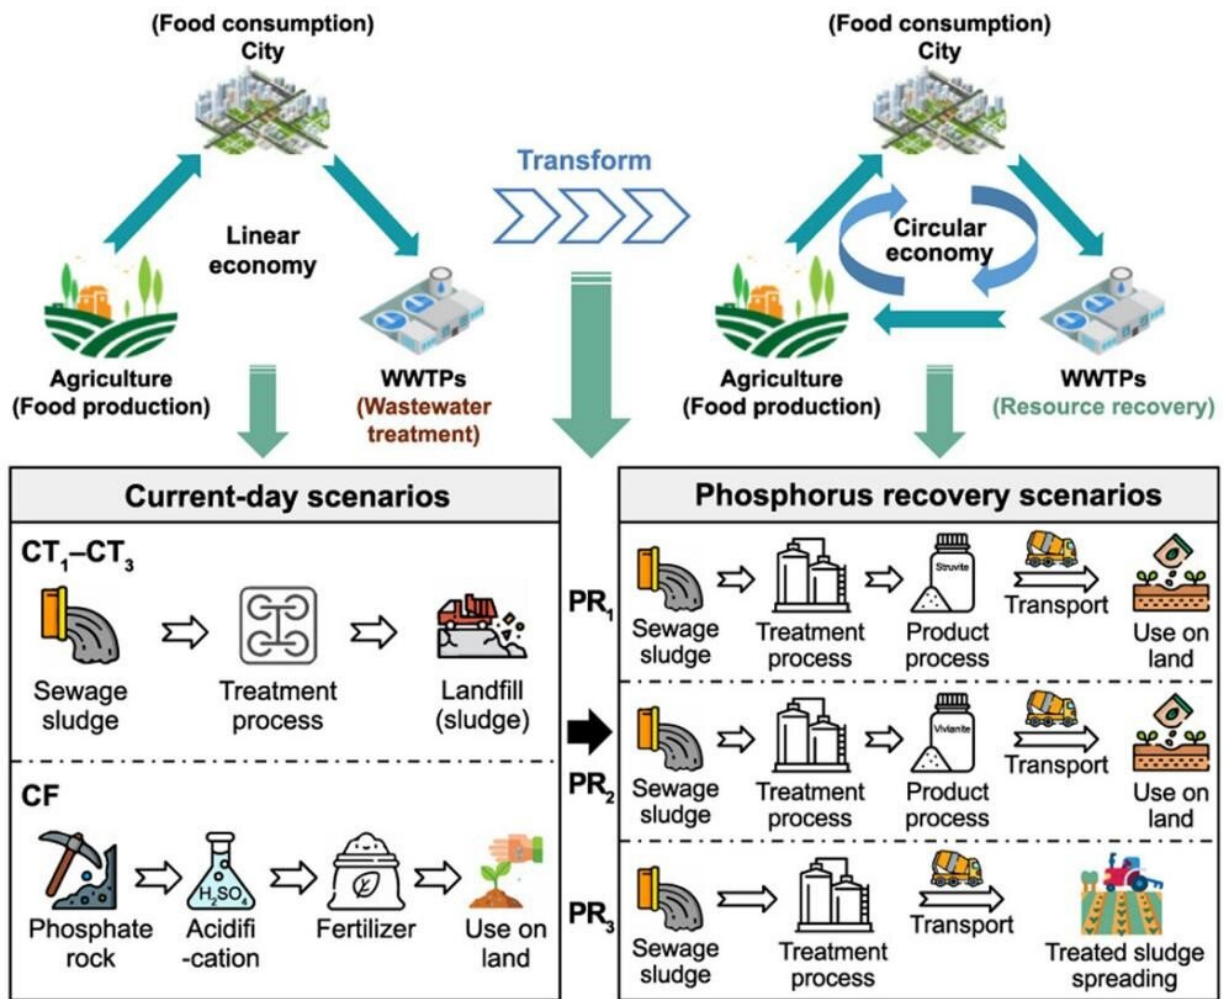 (Food consumption)
City
Linear
economy
Agriculture
(Food production)
WWTPs
(Wastewater
treatment)
Transform
(Food consumption)
City
Circular
economy
Agriculture
(Food production)
WWTPs
(Resource recovery)
Current-day scenarios
CT₁–CT₃
Sewage
sludge
Treatment
process
Landfill
(sludge)
CF
H₂SO₄
Phosphate
rock
Acidifi
-cation
Fertilizer
Use on
land
Phosphorus recovery scenarios
PR₁
Struvite
Sewage
sludge
Treatment
process
Product
process
Transport
Use on
land
PR₂
Vivianite
Sewage
sludge
Treatment
process
Product
process
Transport
Use on
land
PR₃
Sewage
sludge
Treatment
process
Transport
Treated sludge
spreading